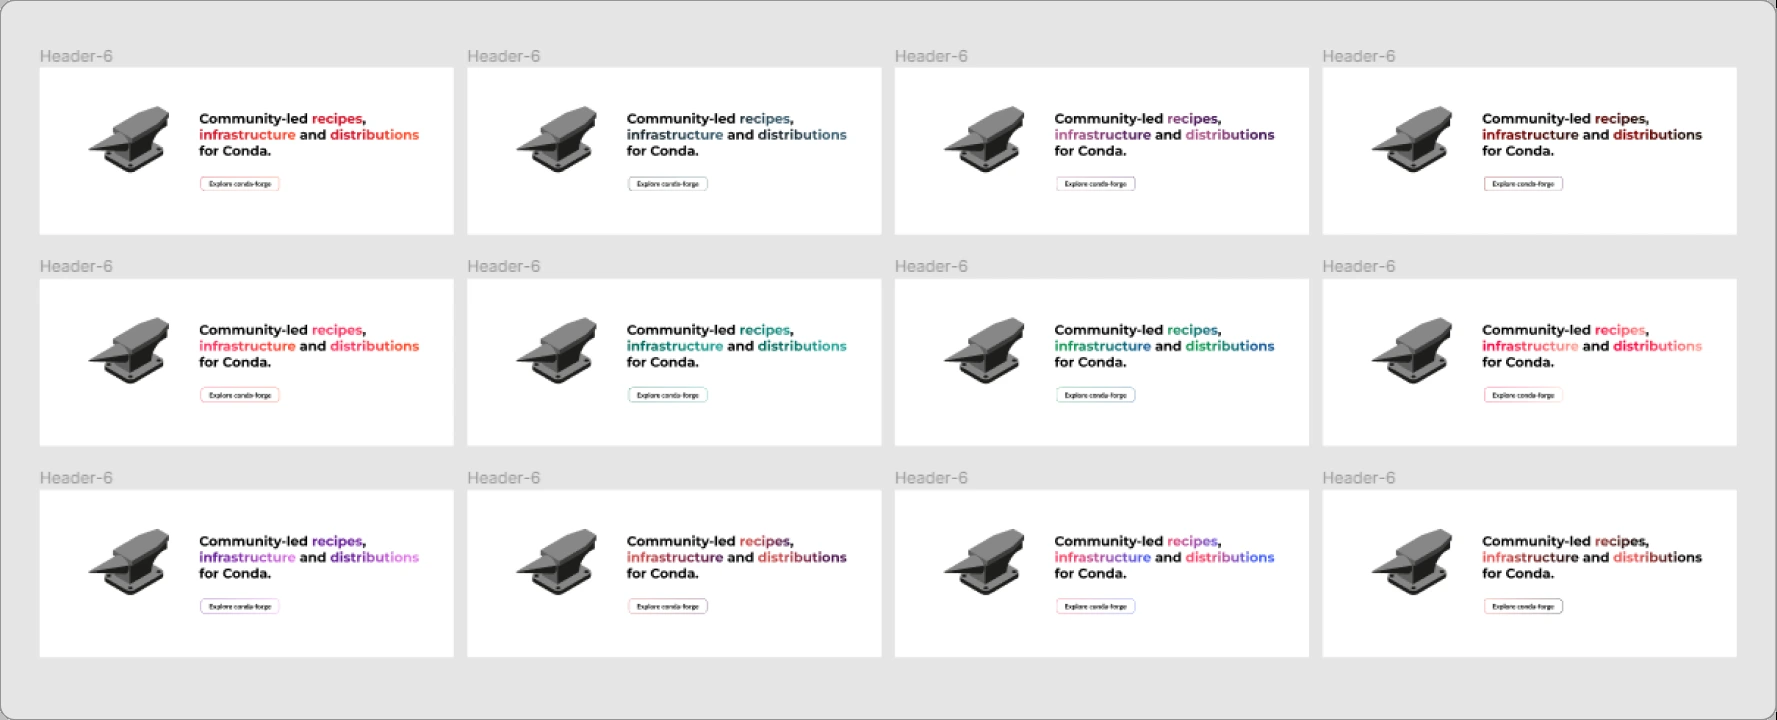 Header-6
Header-6
Header-6
Header-6
Community-led recipes,
infrastructure and distributions
for Conda.
Explore conda-forge
Community-led recipes,
infrastructure and distributions
for Conda.
Explore conda-forge
Community-led recipes,
infrastructure and distributions
for Conda.
Explore conda-forge
Community-led recipes,
infrastructure and distributions
for Conda.
Explore conda-forge
Header-6
Header-6
Header-6
Header-6
Community-led recipes,
infrastructure and distributions
for Conda.
Explore conda-forge
Community-led recipes,
infrastructure and distributions
for Conda.
Explore conda-forge
Community-led recipes,
infrastructure and distributions
for Conda.
Explore conda-forge
Community-led recipes,
infrastructure and distributions
for Conda.
Explore conda-forge
Header-6
Header-6
Header-6
Header-6
Community-led recipes,
infrastructure and distributions
for Conda.
Explore conda-forge
Community-led recipes,
infrastructure and distributions
for Conda.
Explore conda-forge
Community-led recipes,
infrastructure and distributions
for Conda.
Explore conda-forge
Community-led recipes,
infrastructure and distributions
for Conda.
Explore conda-forge